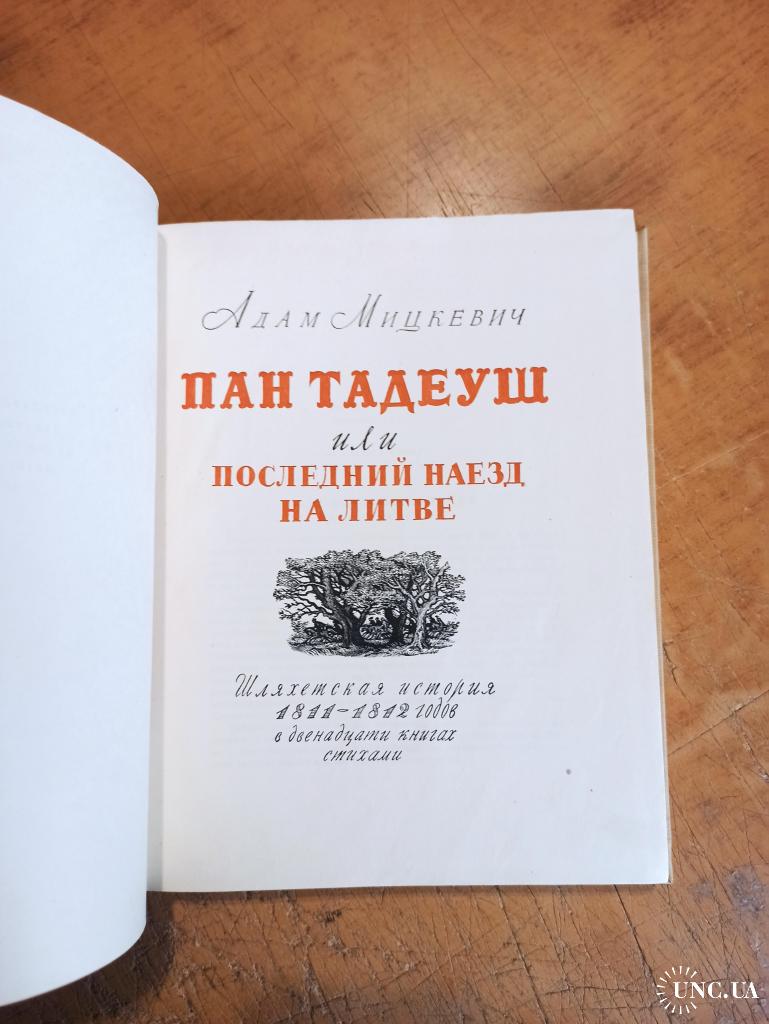 Адам Мицкевич
ПАН ТАДЕУШ
или
ПОСЛЕДНИЙ НАЕЗД
НА ЛИТВЕ
Шляхетская история
1811–1812 годов
в двенадцати книгах
стихами
UNC.UA